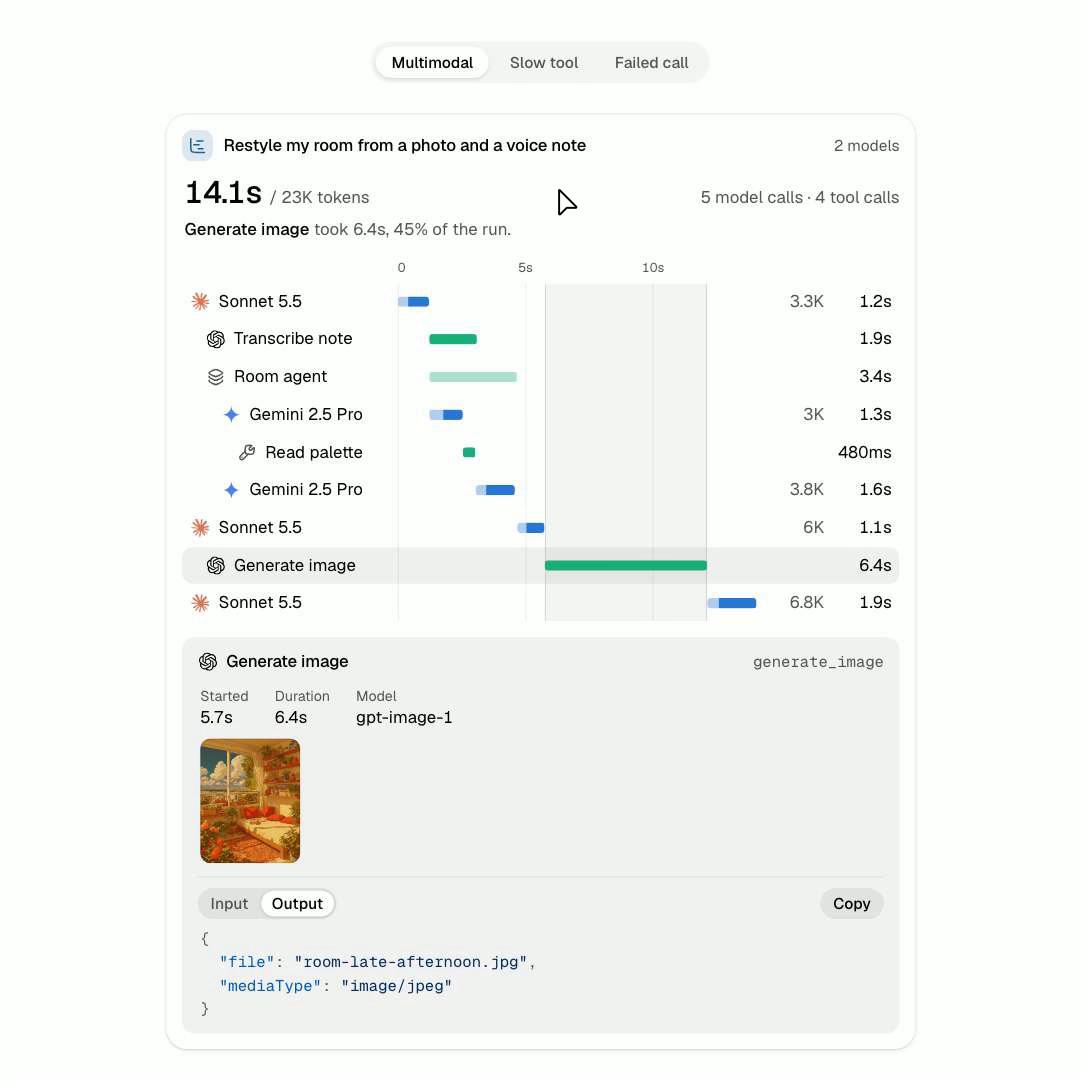 Multimodal Slow tool Failed call
Restyle my room from a photo and a voice note 2 models
14.1s / 23K tokens 5 model calls · 4 tool calls
Generate image took 6.4s, 45% of the run.
0 5s 10s
Sonnet 5.5 3.3K 1.2s
Transcribe note 1.9s
Room agent 3.4s
Gemini 2.5 Pro 3K 1.3s
Read palette 480ms
Gemini 2.5 Pro 3.8K 1.6s
Sonnet 5.5 6K 1.1s
Generate image 6.4s
Sonnet 5.5 6.8K 1.9s
Generate image generate_image
Started Duration Model
5.7s 6.4s gpt-image-1
Input Output Copy
{
"file": "room-late-afternoon.jpg",
"mediaType": "image/jpeg"
}